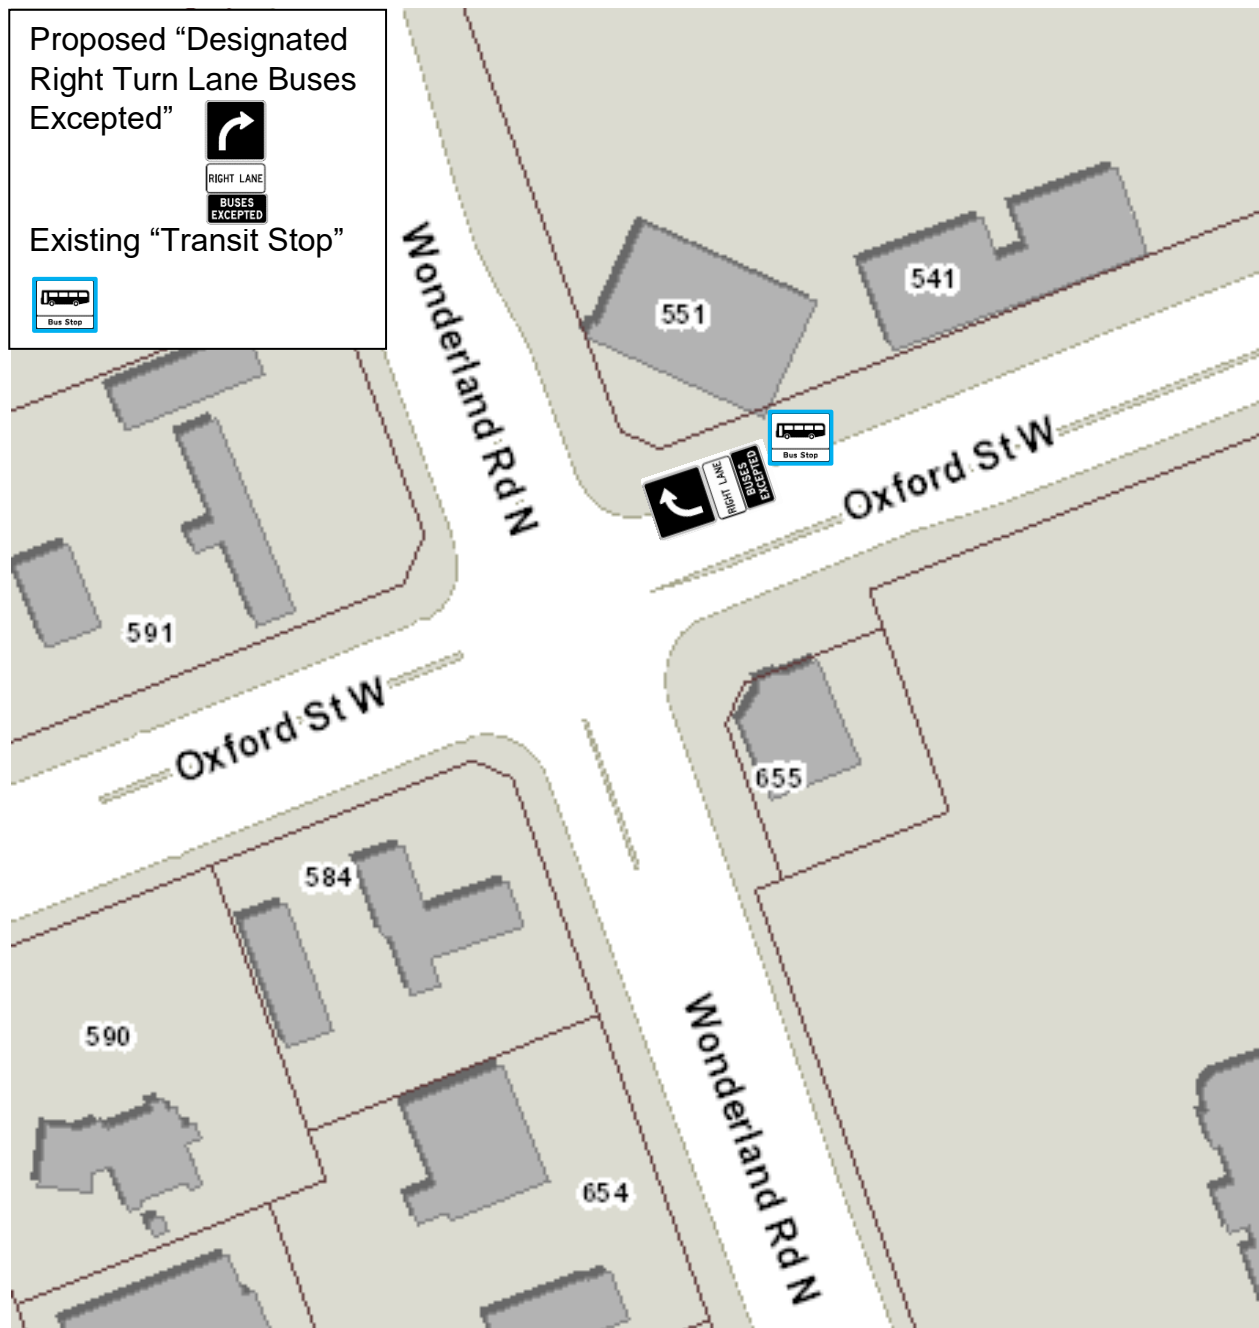 Proposed “Designated
Right Turn Lane Buses
Excepted”
RIGHT LANE
BUSES
EXCEPTED
Existing “Transit Stop”
Bus Stop
Wonderland Rd N
551
541
Bus Stop
RIGHT LANE
BUSES
EXCEPTED
Oxford St W
591
Oxford St W
655
584
590
Wonderland Rd N
654